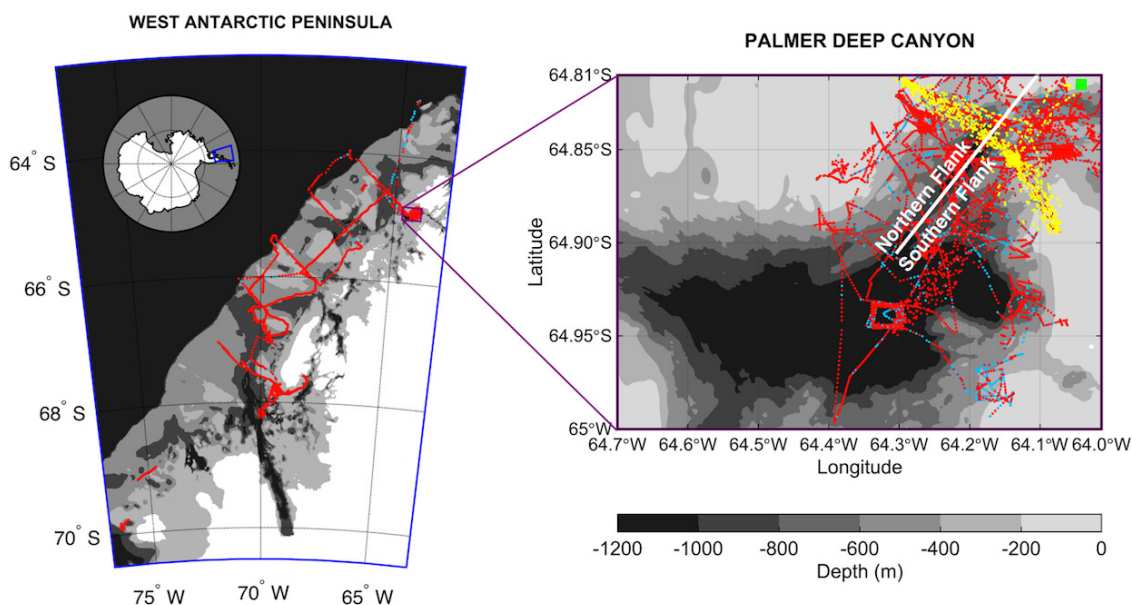 WEST ANTARCTIC PENINSULA
64° S
66° S
68° S
70° S
75° W
70° W
65° W
PALMER DEEP CANYON
64.81°S
64.85°S
64.90°S
64.95°S
65°W
Latitude
Northern Flank
Southern Flank
64.7°W 64.6°W 64.5°W 64.4°W 64.3°W 64.2°W 64.1°W 64.0°W
Longitude
-1200 -1000 -800 -600 -400 -200 0
Depth (m)